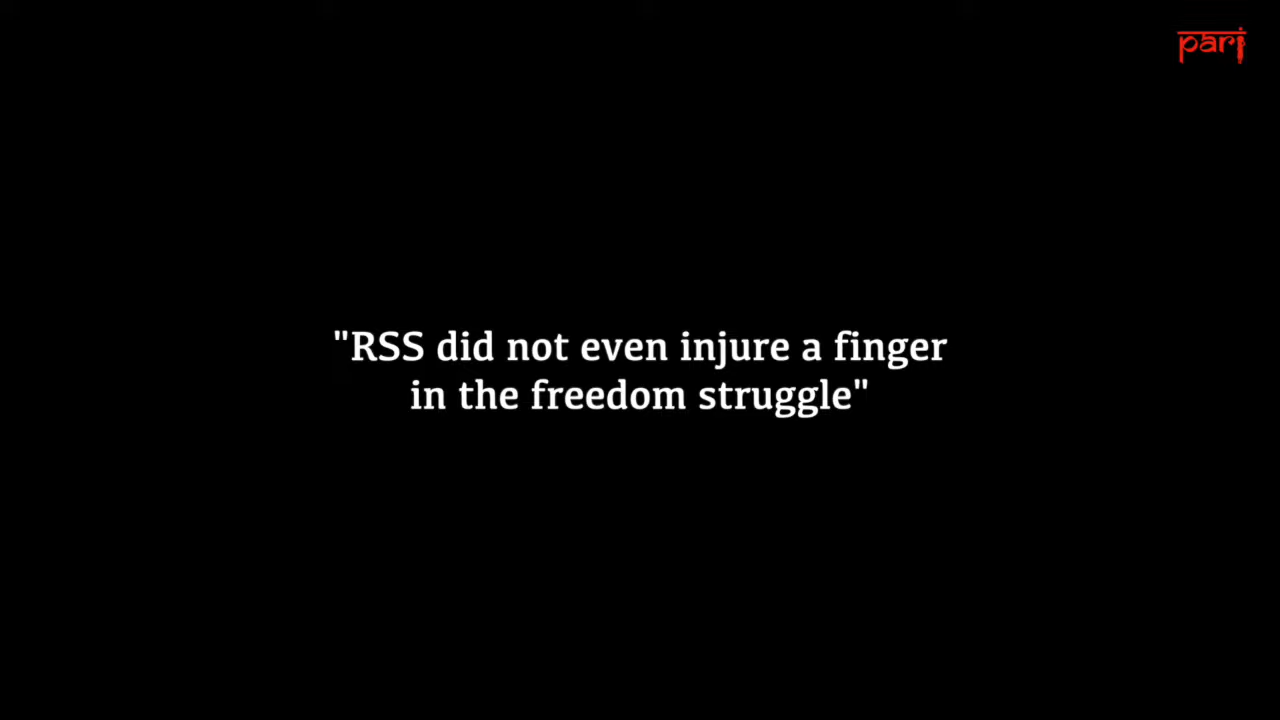 pari
"RSS did not even injure a finger
in the freedom struggle"